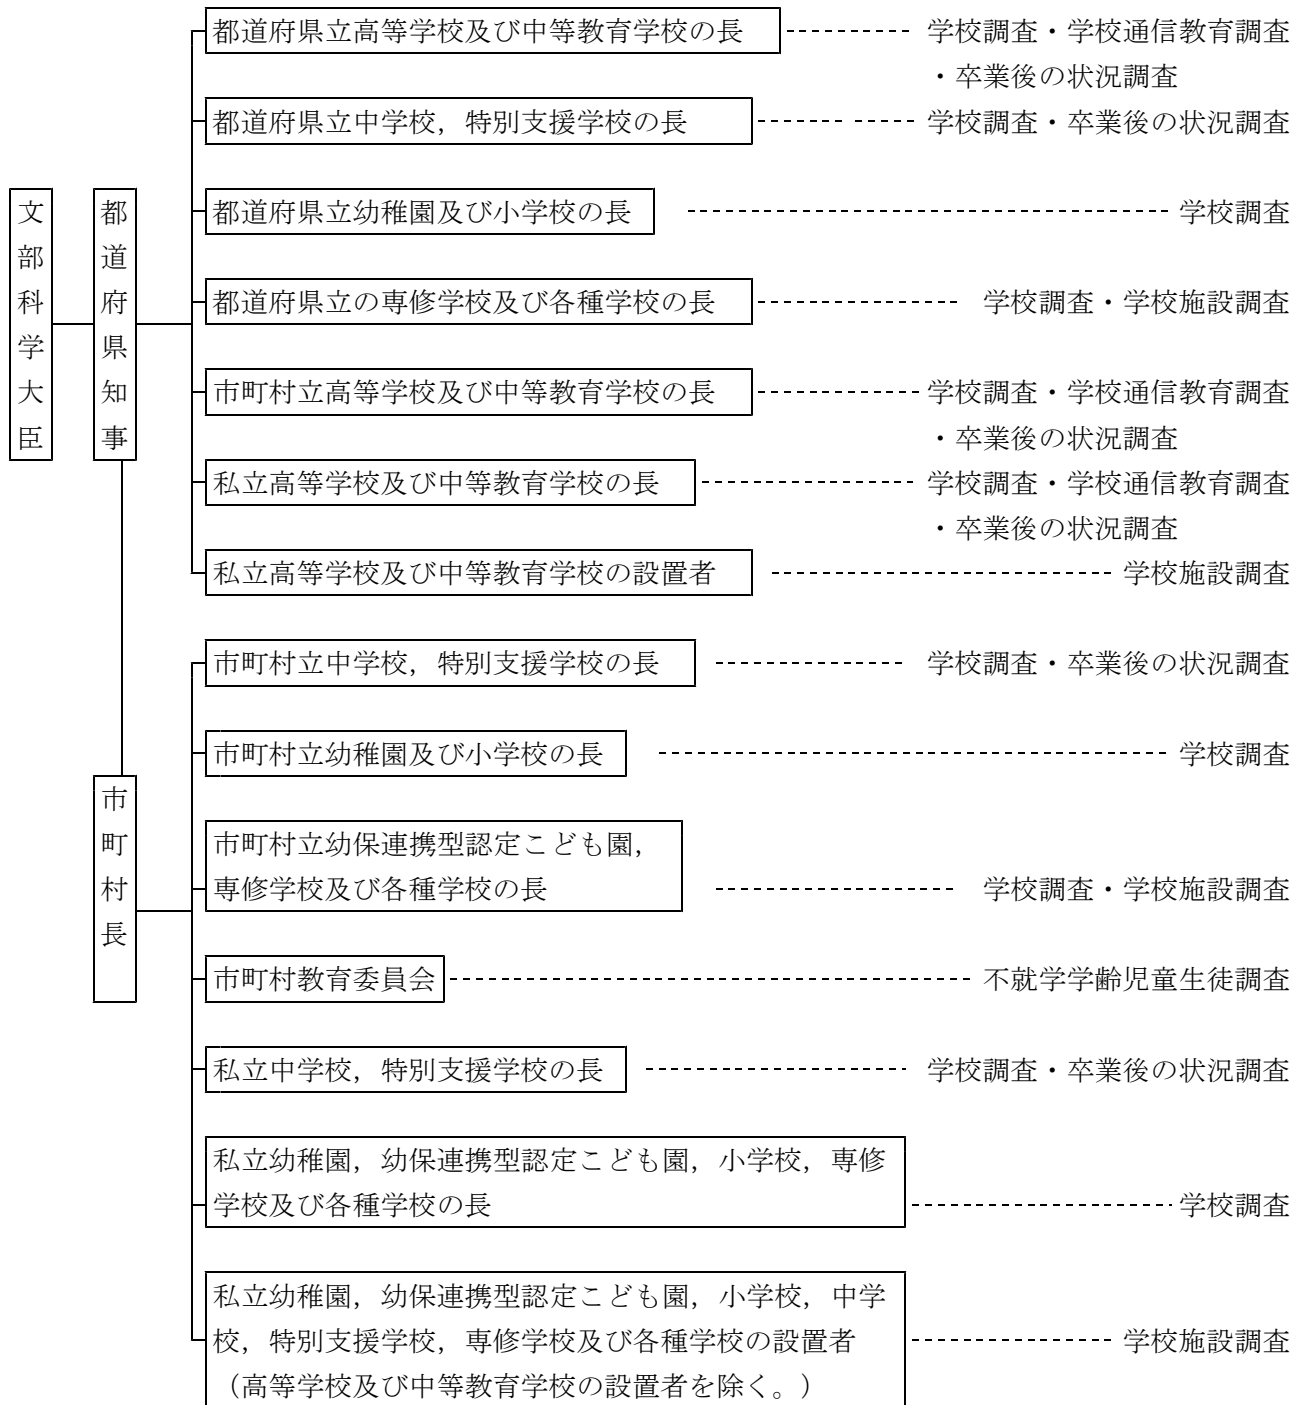 都道府県立高等学校及び中等教育学校の長
学校調査・学校通信教育調査
・卒業後の状況調査
都道府県立中学校，特別支援学校の長
学校調査・卒業後の状況調査
文部科学大臣
都道府県知事
都道府県立幼稚園及び小学校の長
学校調査
都道府県立の専修学校及び各種学校の長
学校調査・学校施設調査
市町村立高等学校及び中等教育学校の長
学校調査・学校通信教育調査
・卒業後の状況調査
私立高等学校及び中等教育学校の長
学校調査・学校通信教育調査
・卒業後の状況調査
私立高等学校及び中等教育学校の設置者
学校施設調査
市町村立中学校，特別支援学校の長
学校調査・卒業後の状況調査
市町村立幼稚園及び小学校の長
学校調査
市町村長
市町村立幼保連携型認定こども園，
専修学校及び各種学校の長
学校調査・学校施設調査
市町村教育委員会
不就学学齢児童生徒調査
私立中学校，特別支援学校の長
学校調査・卒業後の状況調査
私立幼稚園，幼保連携型認定こども園，小学校，専修
学校及び各種学校の長
学校調査
私立幼稚園，幼保連携型認定こども園，小学校，中学
校，特別支援学校，専修学校及び各種学校の設置者
（高等学校及び中等教育学校の設置者を除く。）
学校施設調査